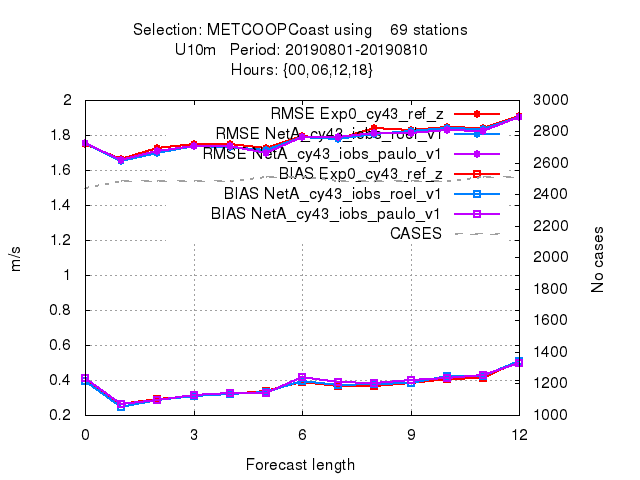 Selection: METCOOPCoast using 69 stations
U10m Period: 20190801-20190810
Hours: {00,06,12,18}
RMSE Exp0_cy43_ref_z
RMSE NetA_cy43_iobs_roel_v1
RMSE NetA_cy43_iobs_paulo_v1
BIAS Exp0_cy43_ref_z
BIAS NetA_cy43_iobs_roel_v1
BIAS NetA_cy43_iobs_paulo_v1
CASES
2
1.8
1.6
1.4
1.2
1
0.8
0.6
0.4
0.2
m/s
3000
2800
2600
2400
2200
2000
1800
1600
1400
1200
1000
No cases
0 3 6 9 12
Forecast length